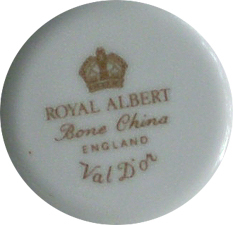 ROYAL ALBERT
Bone China
ENGLAND
Val D'or